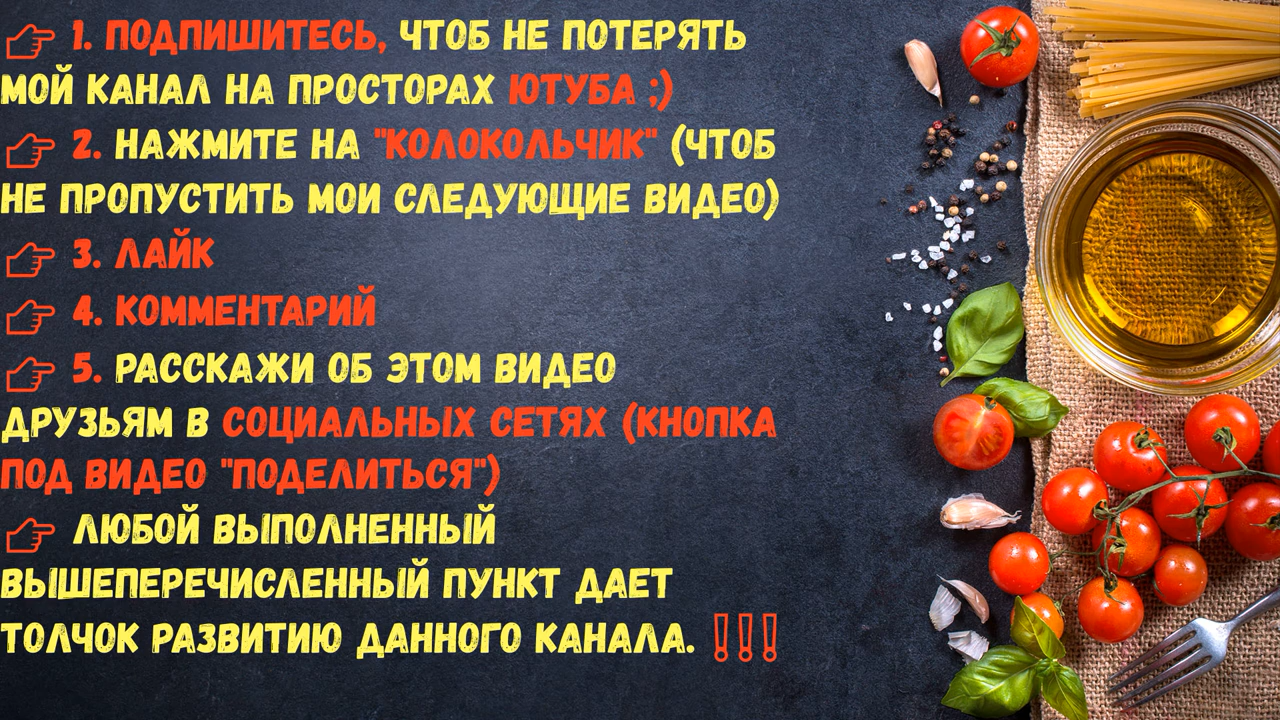 👉 1. ПОДПИШИТЕСЬ, ЧТОБ НЕ ПОТЕРЯТЬ
МОЙ КАНАЛ НА ПРОСТОРАХ ЮТУБА ;)
👉 2. НАЖМИТЕ НА "КОЛОКОЛЬЧИК" (ЧТОБ
НЕ ПРОПУСТИТЬ МОИ СЛЕДУЮЩИЕ ВИДЕО)
👉 3. ЛАЙК
👉 4. КОММЕНТАРИЙ
👉 5. РАССКАЖИ ОБ ЭТОМ ВИДЕО
ДРУЗЬЯМ В СОЦИАЛЬНЫХ СЕТЯХ (КНОПКА
ПОД ВИДЕО "ПОДЕЛИТЬСЯ")
👉 ЛЮБОЙ ВЫПОЛНЕННЫЙ
ВЫШЕПЕРЕЧИСЛЕННЫЙ ПУНКТ ДАЕТ
ТОЛЧОК РАЗВИТИЮ ДАННОГО КАНАЛА. !!!